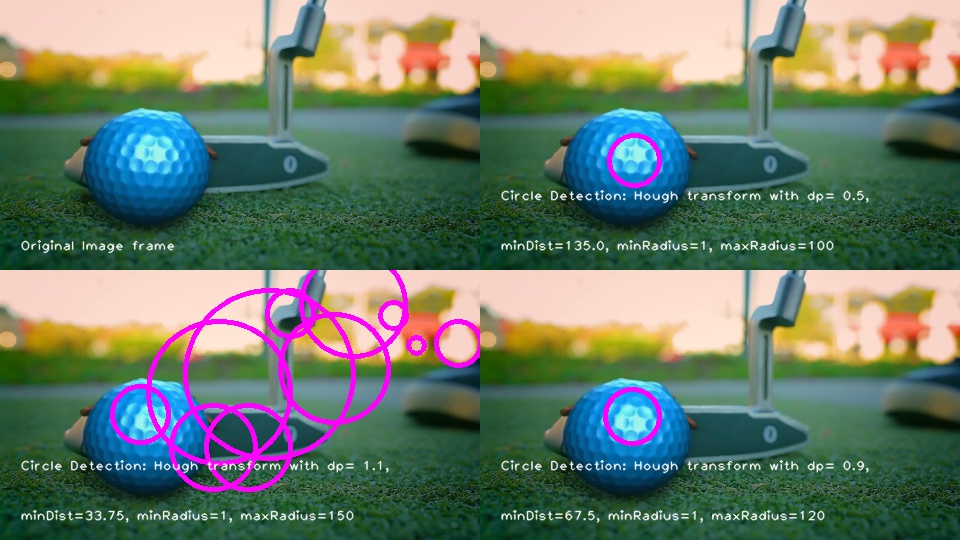 Original Image frame
Circle Detection: Hough transform with dp= 0.5,
minDist=135.0, minRadius=1, maxRadius=100
Circle Detection: Hough transform with dp= 1.1,
minDist=33.75, minRadius=1, maxRadius=150
Circle Detection: Hough transform with dp= 0.9,
minDist=67.5, minRadius=1, maxRadius=120